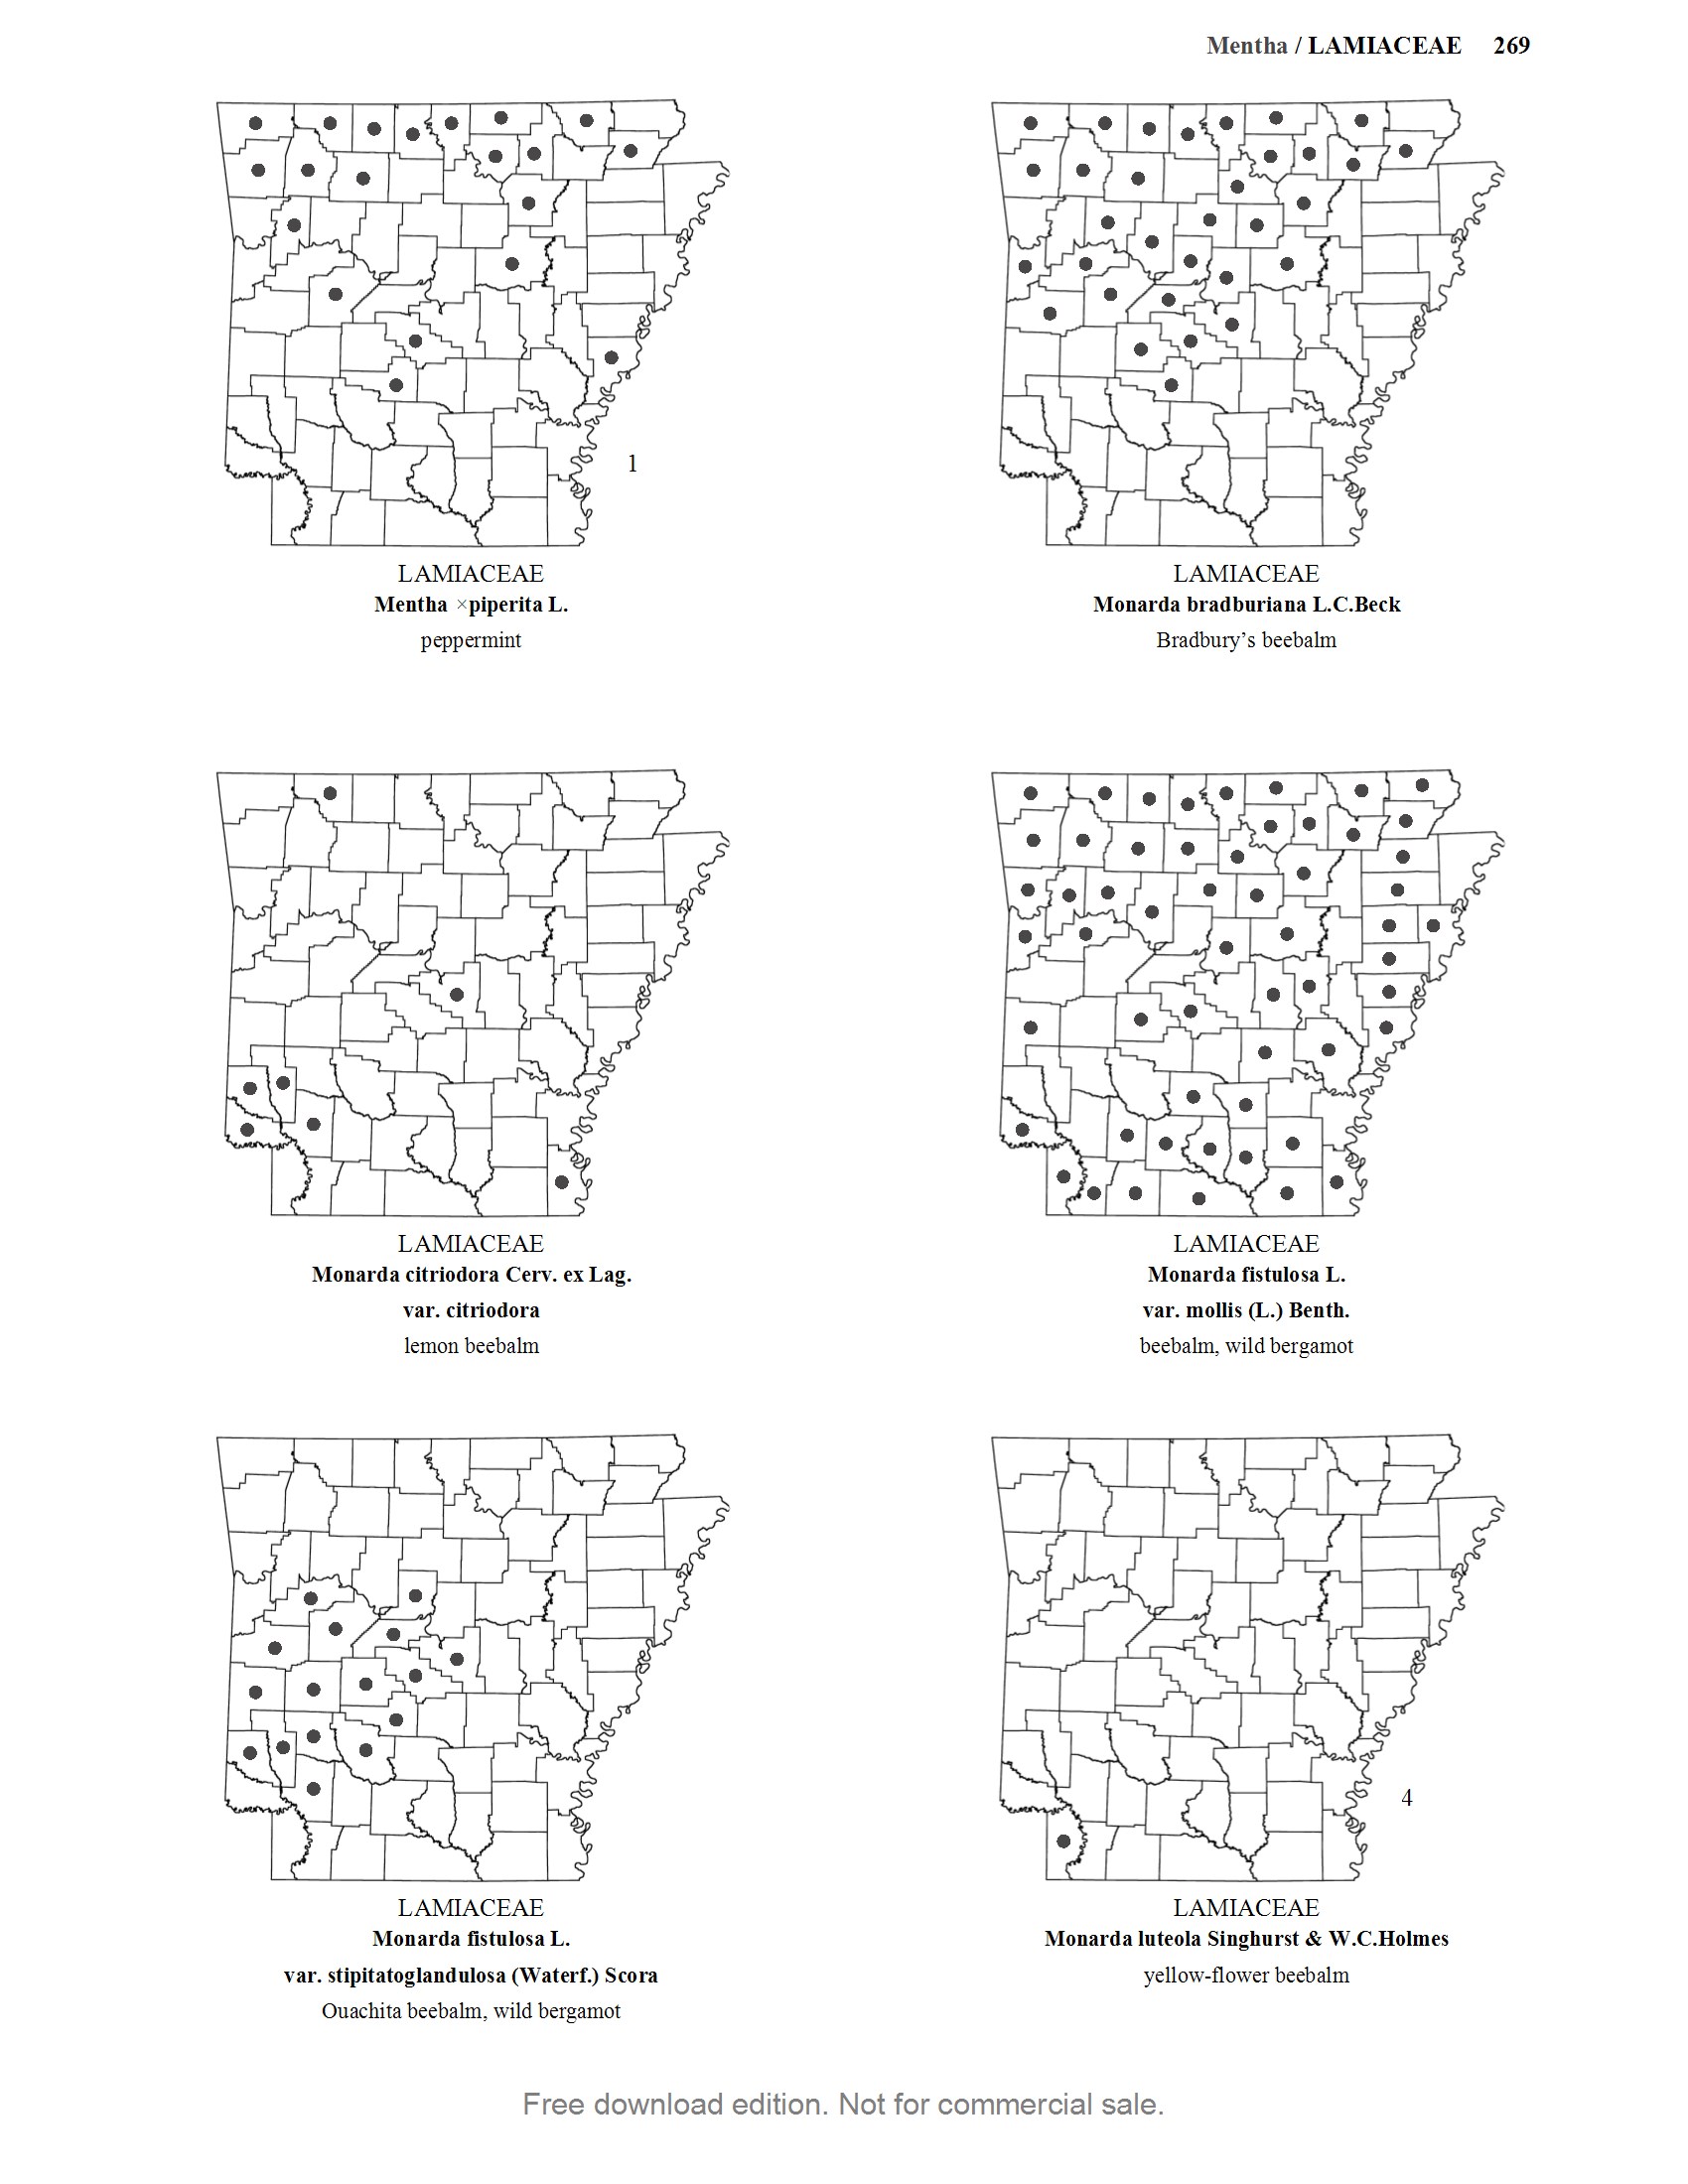 Mentha / LAMIACEAE 269
1
LAMIACEAE
Mentha ×piperita L.
peppermint
LAMIACEAE
Monarda bradburiana L.C.Beck
Bradbury’s beebalm
LAMIACEAE
Monarda citriodora Cerv. ex Lag.
var. citriodora
lemon beebalm
LAMIACEAE
Monarda fistulosa L.
var. mollis (L.) Benth.
beebalm, wild bergamot
LAMIACEAE
Monarda fistulosa L.
var. stipitatoglandulosa (Waterf.) Scora
Ouachita beebalm, wild bergamot
4
LAMIACEAE
Monarda luteola Singhurst & W.C.Holmes
yellow-flower beebalm
Free download edition. Not for commercial sale.